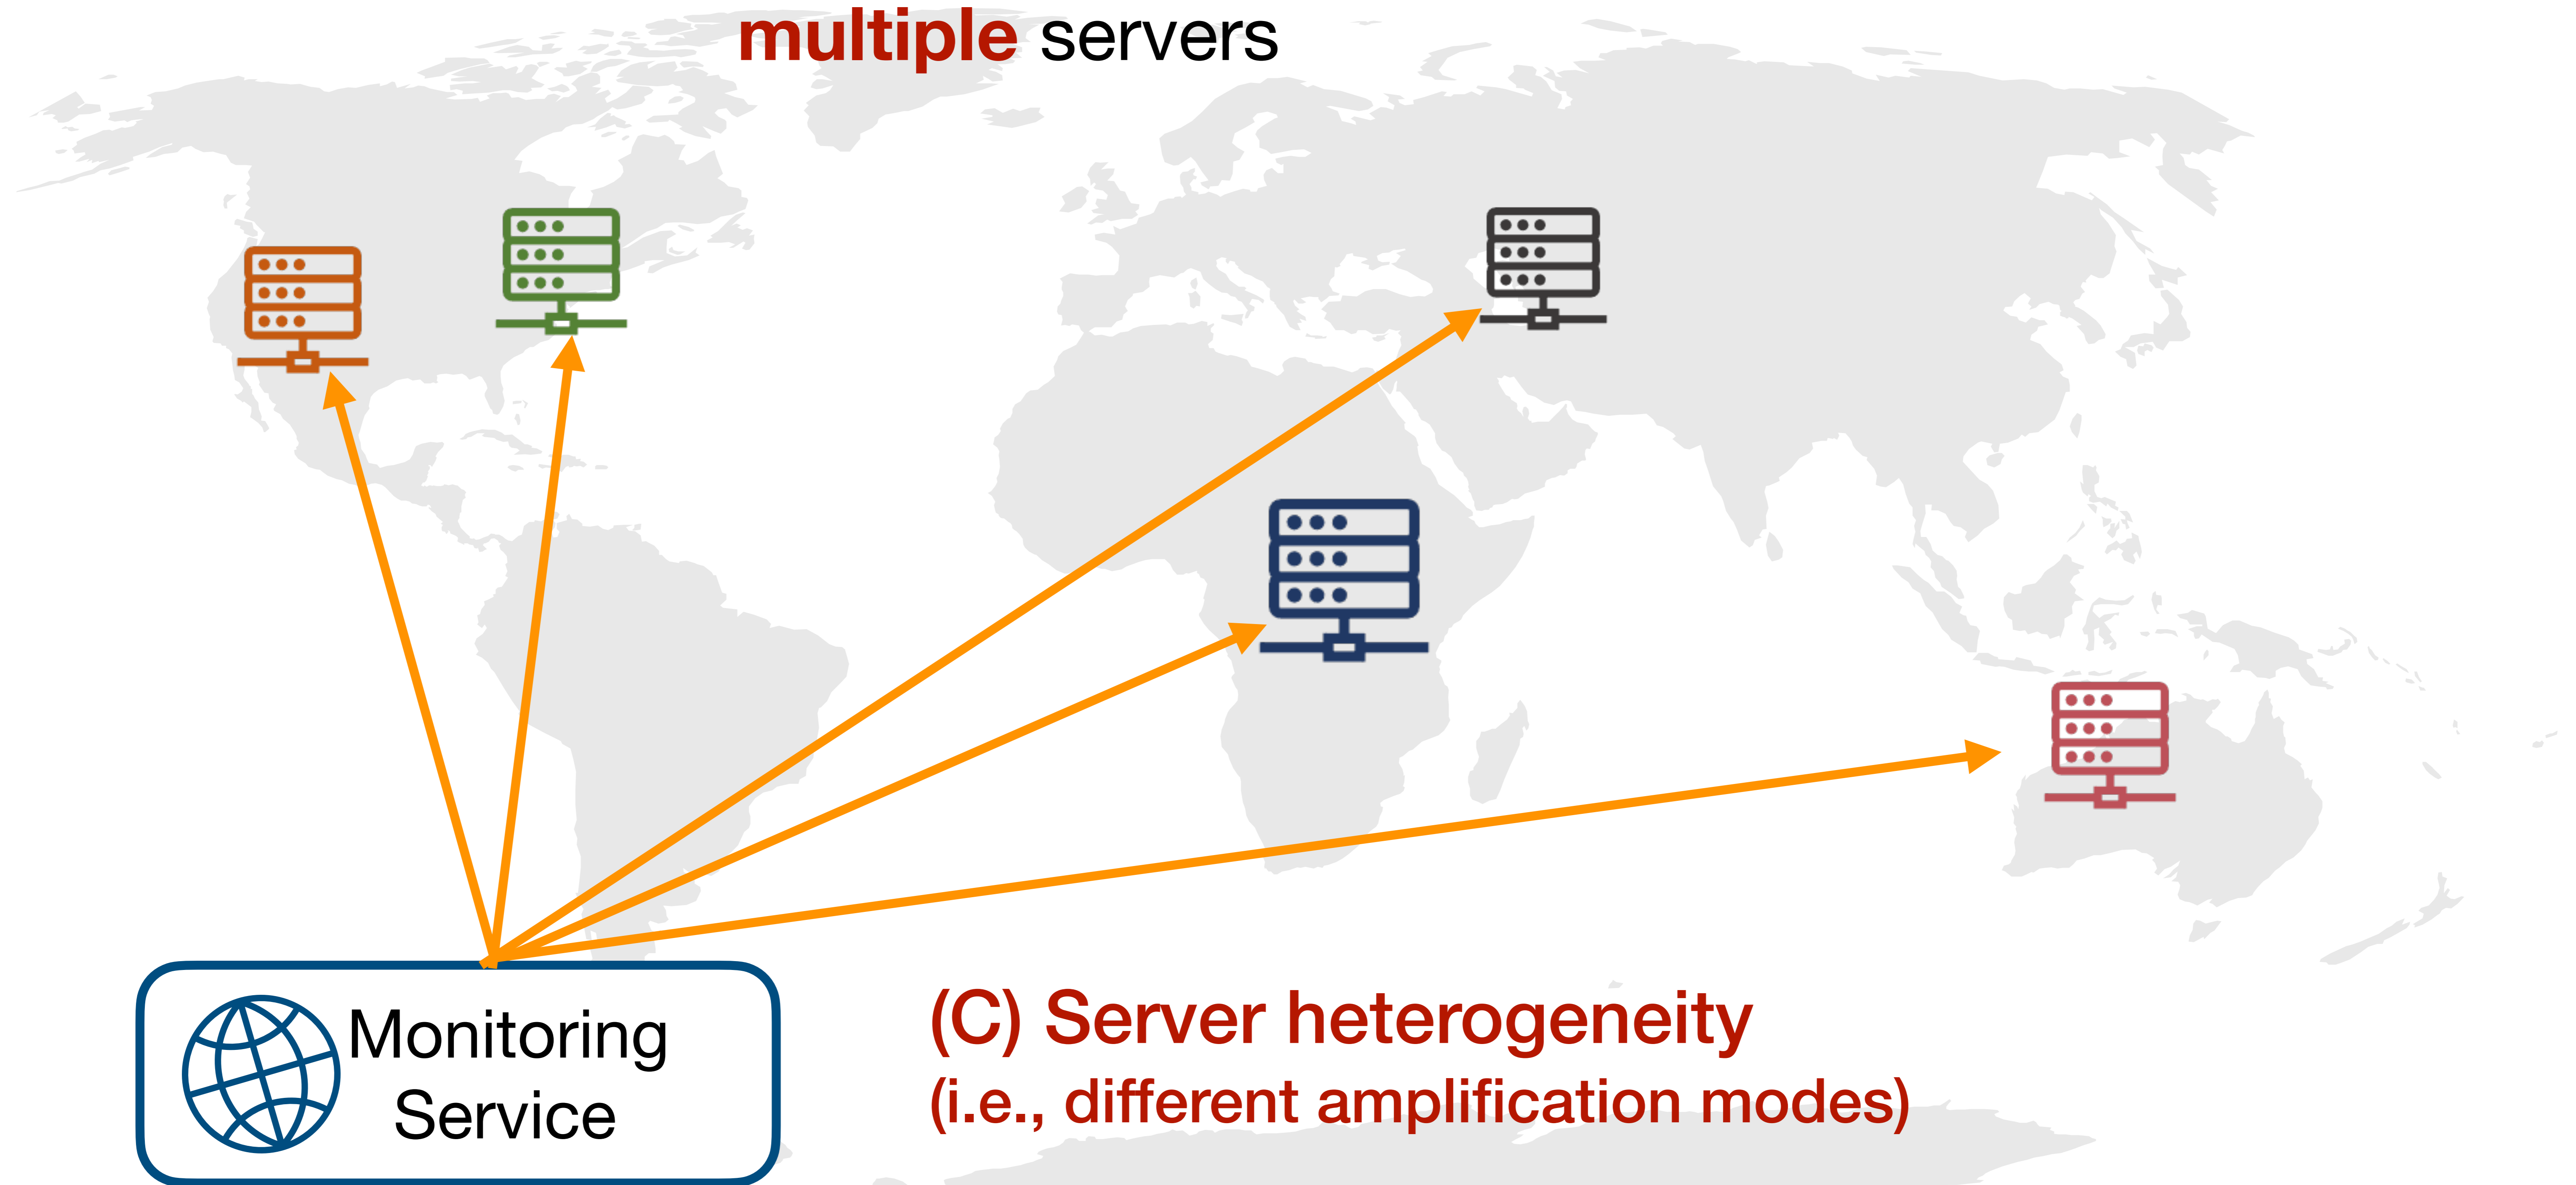 multiple servers
Monitoring
Service
(C) Server heterogeneity
(i.e., different amplification modes)